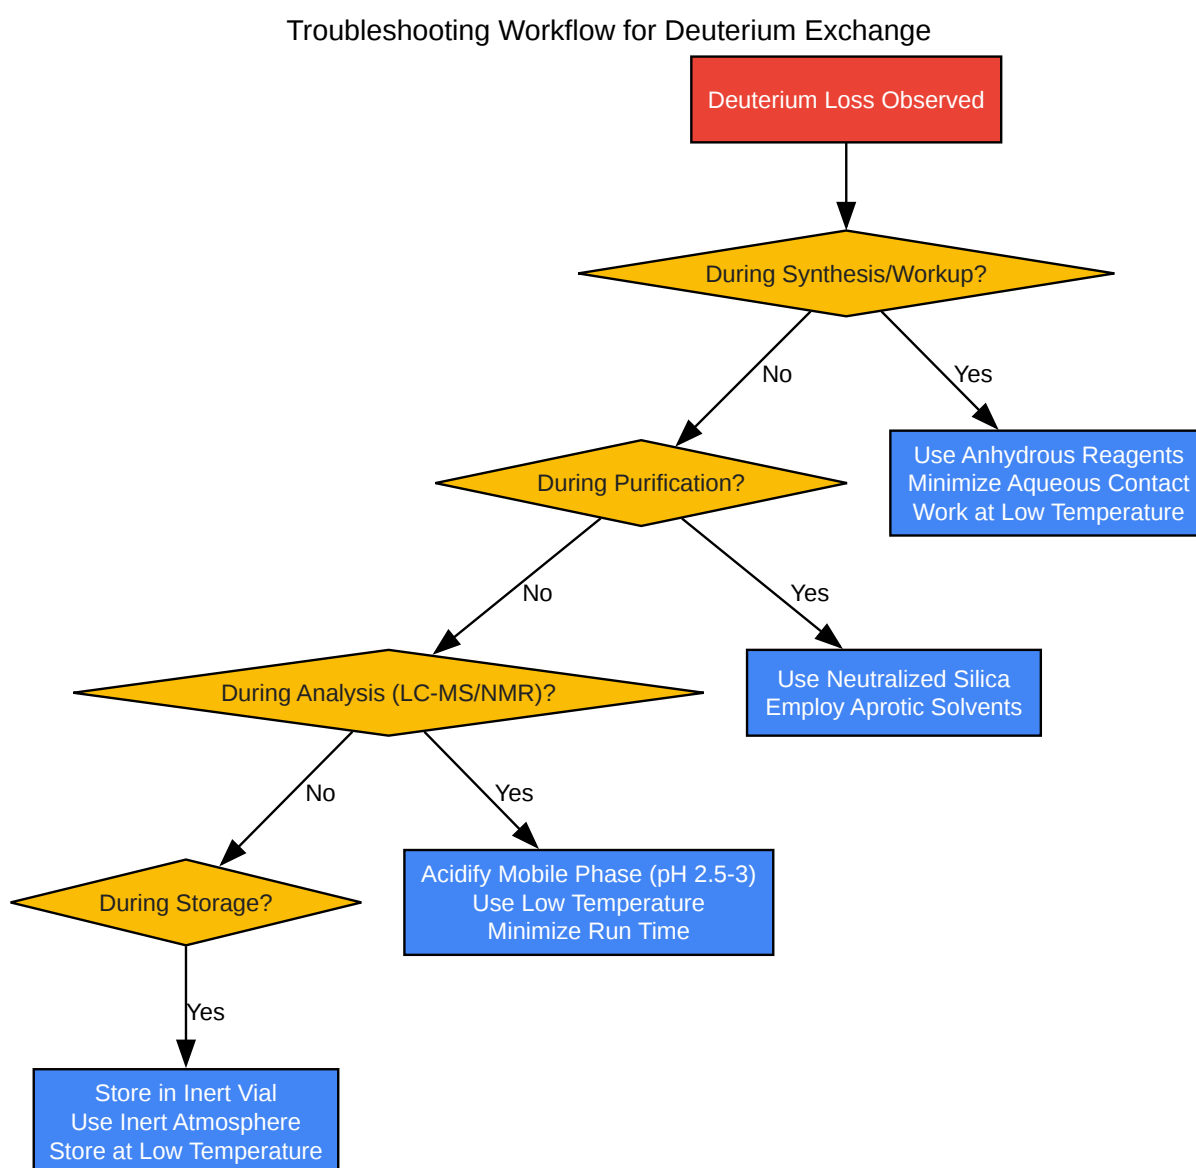 Troubleshooting Workflow for Deuterium Exchange
Deuterium Loss Observed
During Synthesis/Workup?
No
Yes
Use Anhydrous Reagents
Minimize Aqueous Contact
Work at Low Temperature
During Purification?
No
Yes
Use Neutralized Silica
Employ Aprotic Solvents
During Analysis (LC-MS/NMR)?
No
Yes
Acidify Mobile Phase (pH 2.5-3)
Use Low Temperature
Minimize Run Time
During Storage?
Yes
Store in Inert Vial
Use Inert Atmosphere
Store at Low Temperature